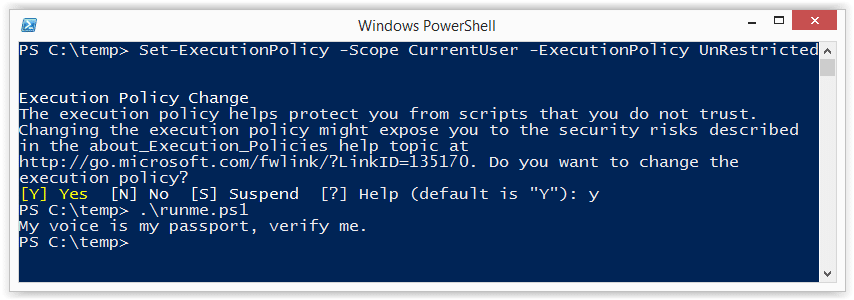 Windows PowerShell
PS C:\temp> Set-ExecutionPolicy -Scope CurrentUser -ExecutionPolicy UnRestricted
Execution Policy Change
The execution policy helps protect you from scripts that you do not trust.
Changing the execution policy might expose you to the security risks described
in the about_Execution_Policies help topic at
http://go.microsoft.com/fwlink/?LinkID=135170. Do you want to change the
execution policy?
[Y] Yes  [N] No  [S] Suspend  [?] Help (default is "Y"): y
PS C:\temp> .\runme.ps1
My voice is my passport, verify me.
PS C:\temp>